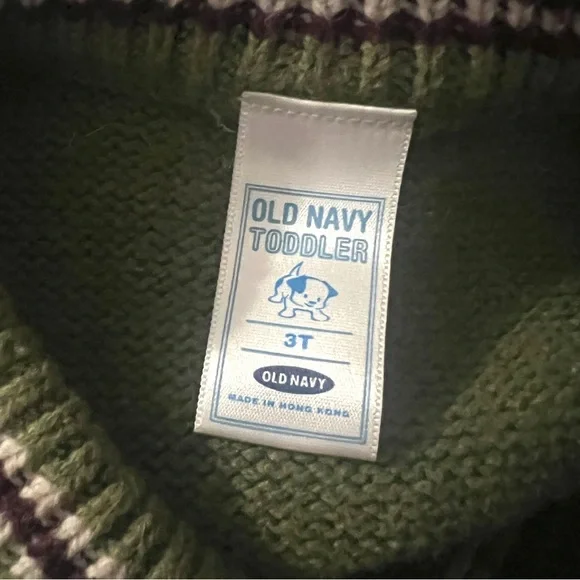 OLD NAVY
TODDLER
3T
OLD NAVY
MADE IN HONG KONG